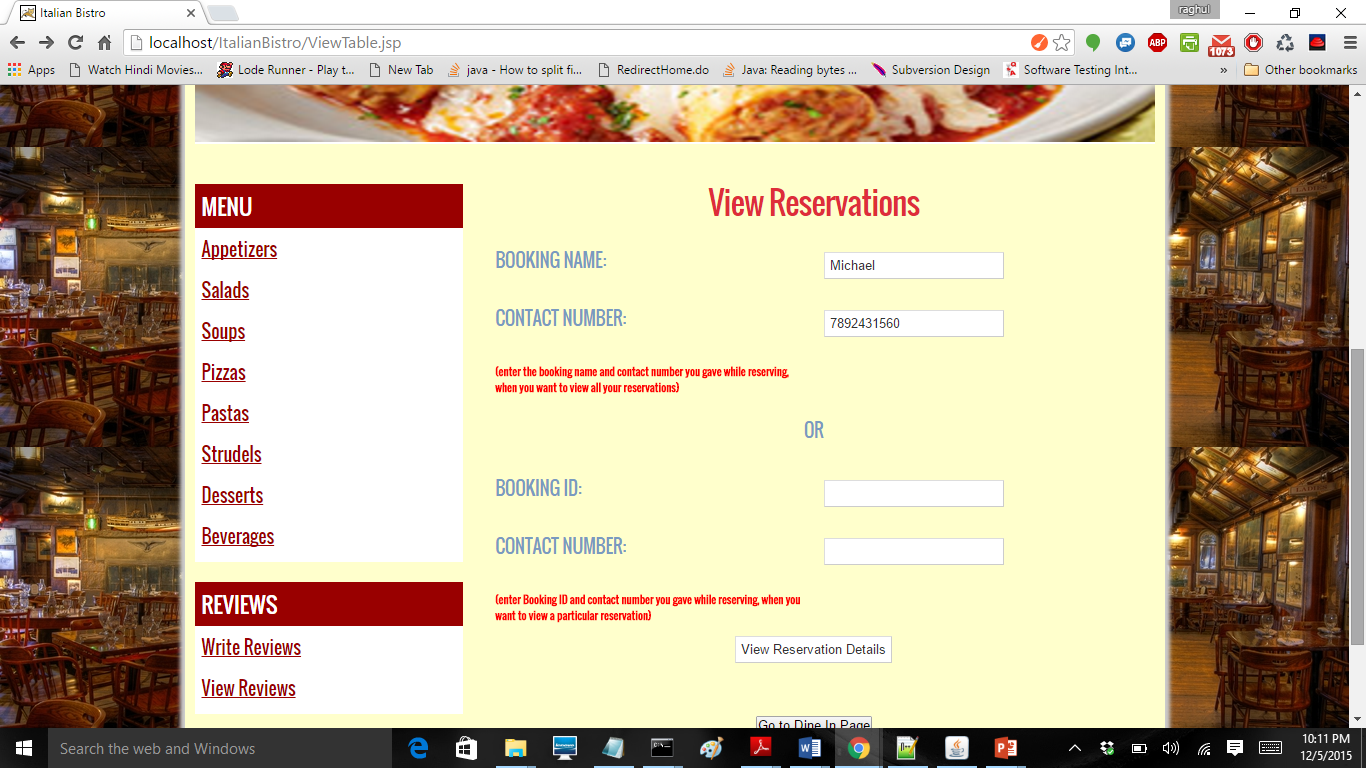 Italian Bistro
raghul
localhost/ItalianBistro/ViewTable.jsp
1073
Apps
Watch Hindi Movies...
Lode Runner - Play t...
New Tab
java - How to split fi...
RedirectHome.do
Java: Reading bytes ...
Subversion Design
Software Testing Int...
»
Other bookmarks
MENU
Appetizers
Salads
Soups
Pizzas
Pastas
Strudels
Desserts
Beverages
REVIEWS
Write Reviews
View Reviews
View Reservations
BOOKING NAME:
Michael
CONTACT NUMBER:
7892431560
(enter the booking name and contact number you gave while reserving,
when you want to view all your reservations)
OR
BOOKING ID:
CONTACT NUMBER:
(enter Booking ID and contact number you gave while reserving, when you
want to view a particular reservation)
View Reservation Details
Go to Dine In Page
Search the web and Windows
10:11 PM
12/5/2015